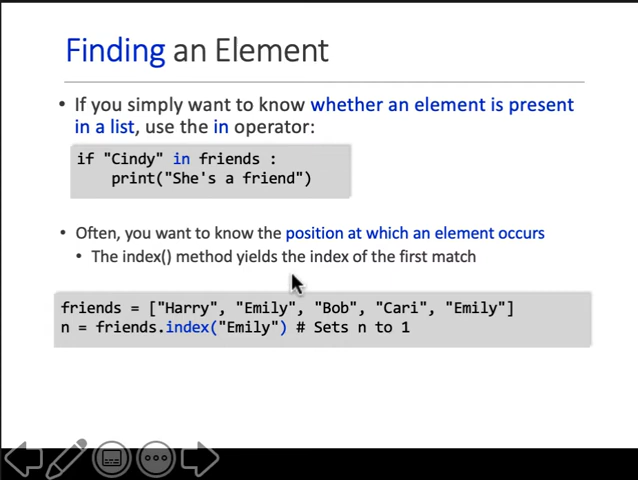 Finding an Element
• If you simply want to know whether an element is present
in a list, use the in operator:
if "Cindy" in friends :
    print("She's a friend")
• Often, you want to know the position at which an element occurs
• The index() method yields the index of the first match
friends = ["Harry", "Emily", "Bob", "Cari", "Emily"]
n = friends.index("Emily") # Sets n to 1